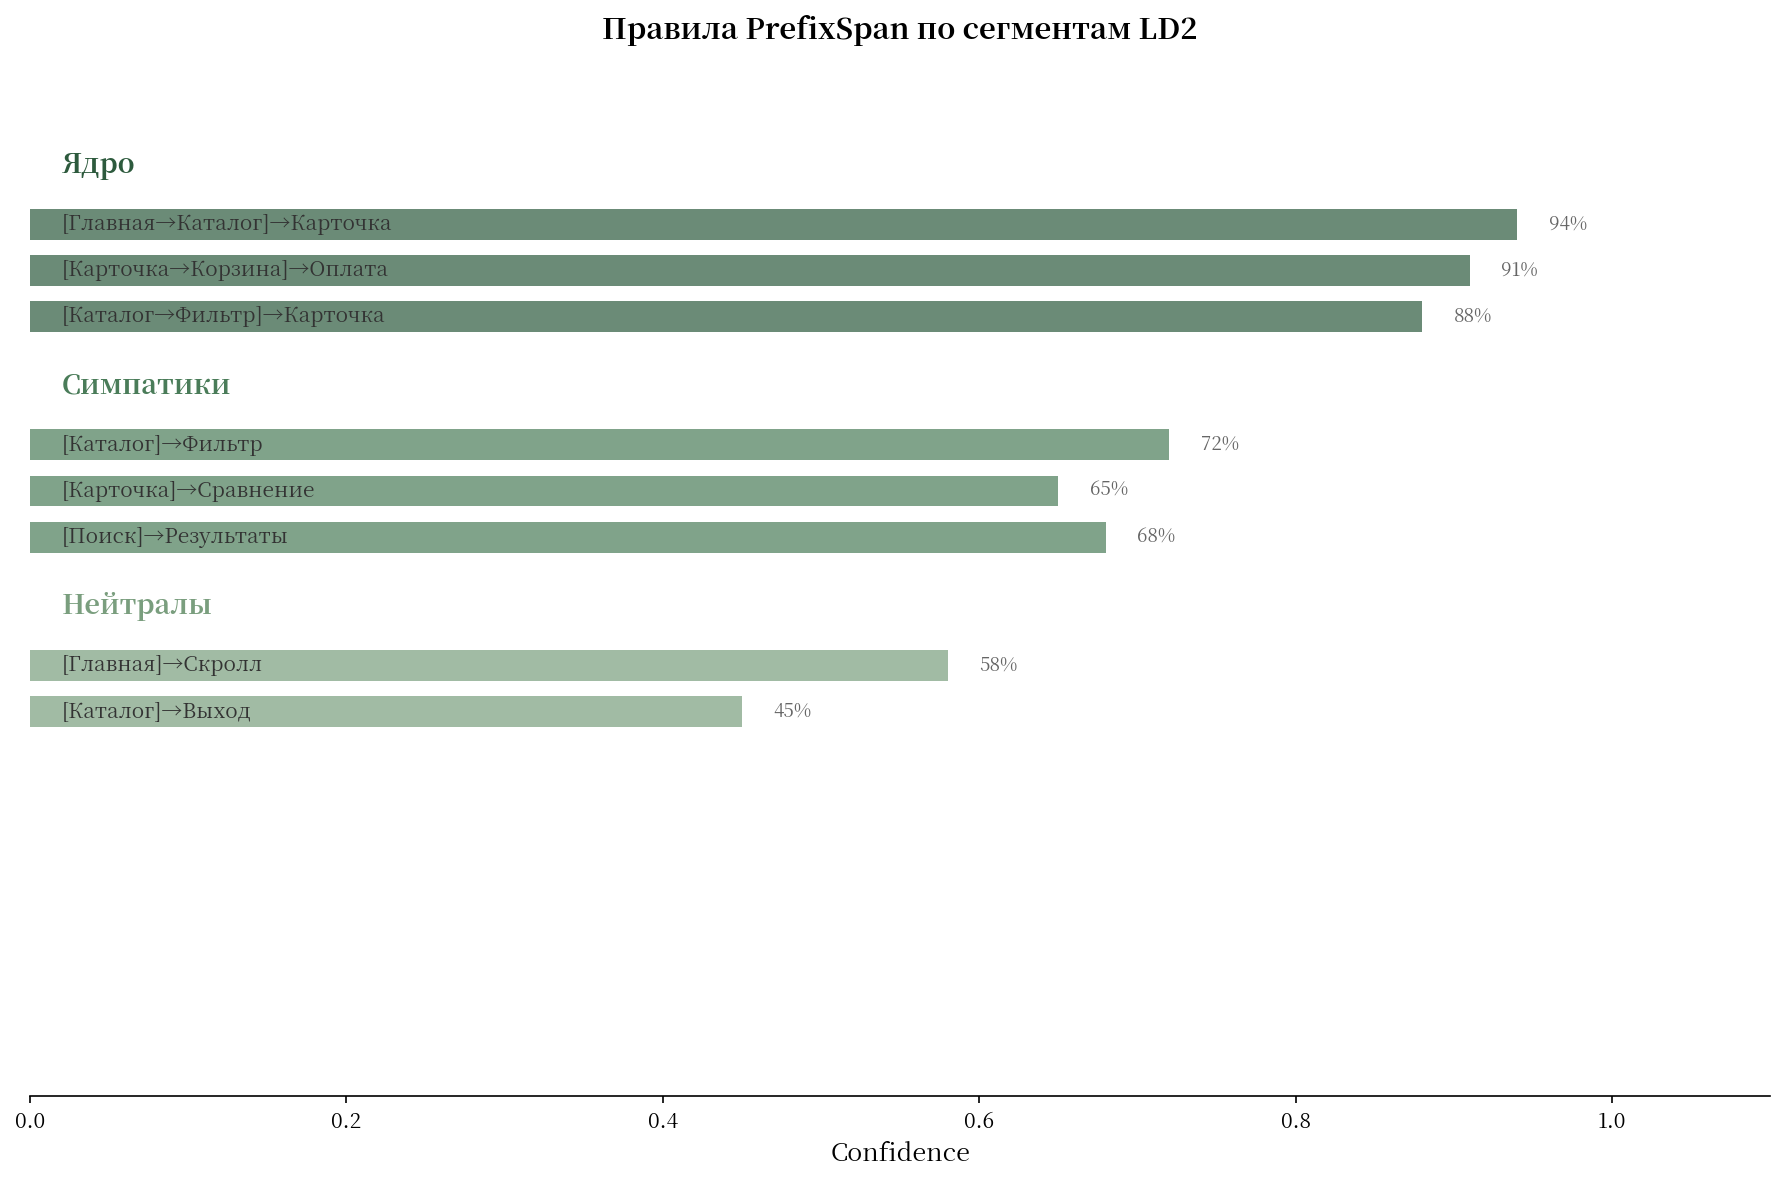 Правила PrefixSpan по сегментам LD2
Ядро
[Главная→Каталог]→Карточка
94%
[Карточка→Корзина]→Оплата
91%
[Каталог→Фильтр]→Карточка
88%
Симпатики
[Каталог]→Фильтр
72%
[Карточка]→Сравнение
65%
[Поиск]→Результаты
68%
Нейтралы
[Главная]→Скролл
58%
[Каталог]→Выход
45%
0.0 0.2 0.4 0.6 0.8 1.0
Confidence